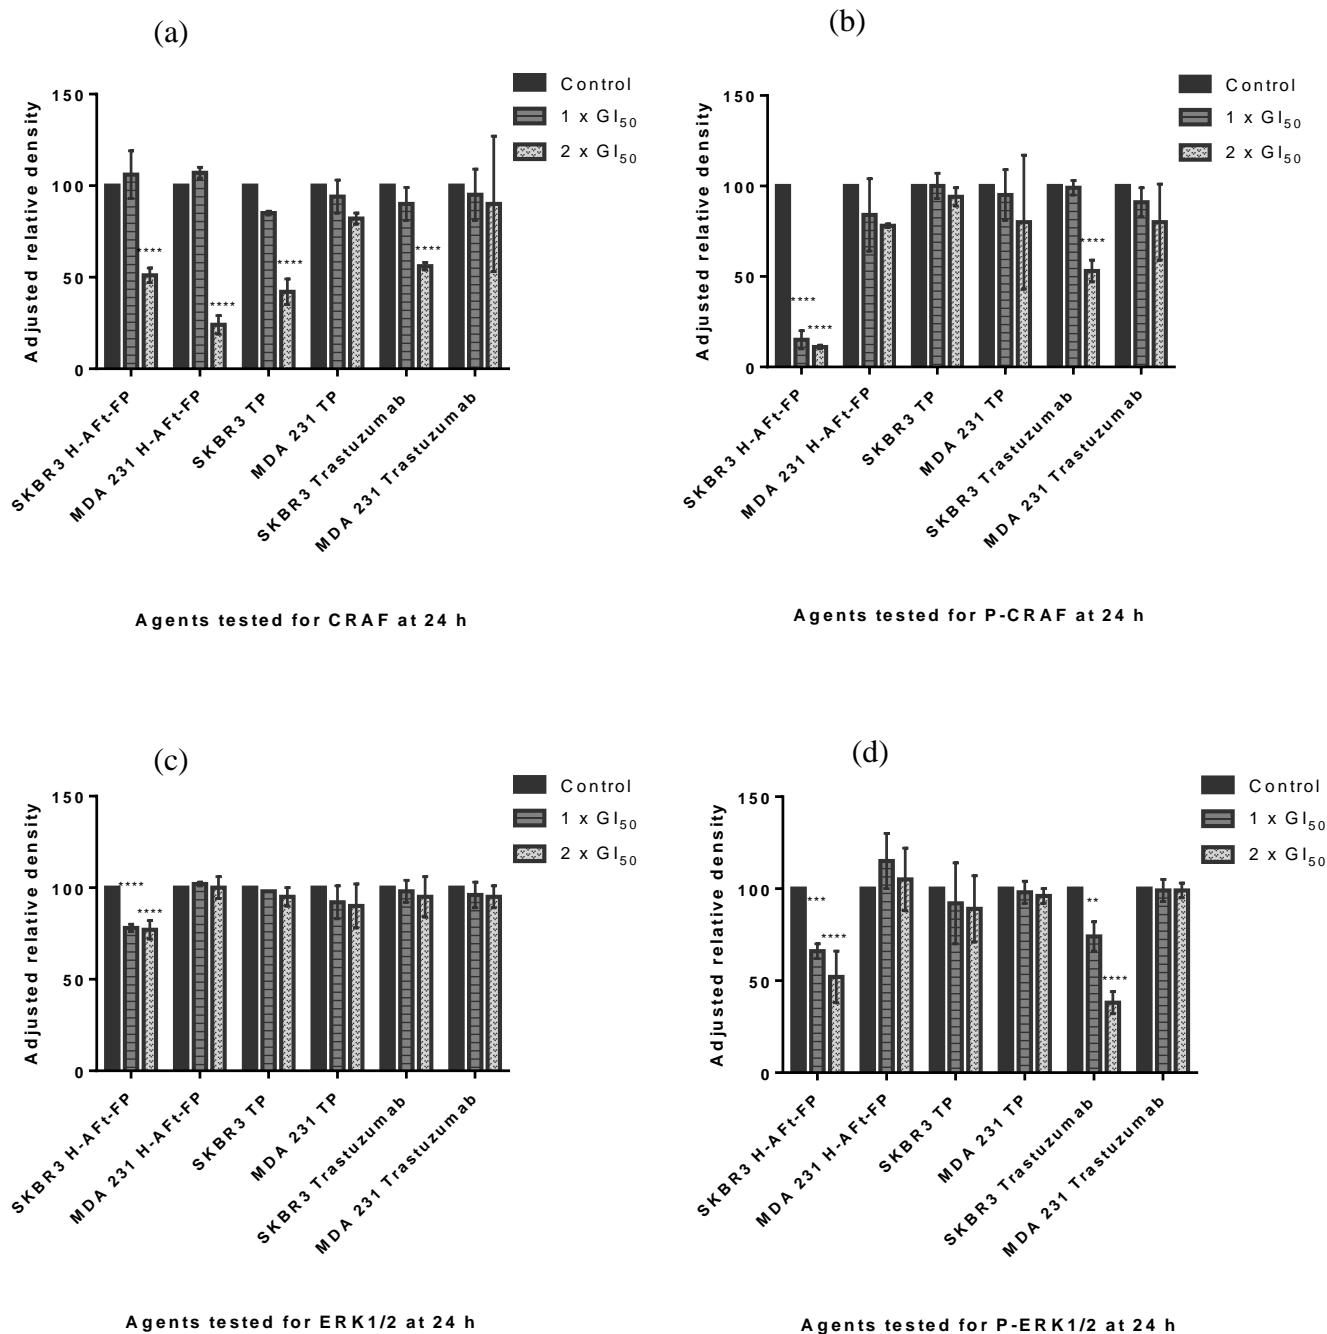 (a)
Control
1 x GI50
2 x GI50
Adjusted relative density
150
100
50
0
****
****
****
****
SKBR3 H-AFt-FP
MDA 231 H-AFt-FP
SKBR3 TP
MDA 231 TP
SKBR3 Trastuzumab
MDA 231 Trastuzumab
Agents tested for CRAF at 24 h
(b)
Control
1 x GI50
2 x GI50
Adjusted relative density
150
100
50
0
****
****
****
SKBR3 H-AFt-FP
MDA 231 H-AFt-FP
SKBR3 TP
MDA 231 TP
SKBR3 Trastuzumab
MDA 231 Trastuzumab
Agents tested for P-CRAF at 24 h
(c)
Control
1 x GI50
2 x GI50
Adjusted relative density
150
100
50
0
****
****
SKBR3 H-AFt-FP
MDA 231 H-AFt-FP
SKBR3 TP
MDA 231 TP
SKBR3 Trastuzumab
MDA 231 Trastuzumab
Agents tested for ERK1/2 at 24 h
(d)
Control
1 x GI50
2 x GI50
Adjusted relative density
150
100
50
0
***
****
**
****
SKBR3 H-AFt-FP
MDA 231 H-AFt-FP
SKBR3 TP
MDA 231 TP
SKBR3 Trastuzumab
MDA 231 Trastuzumab
Agents tested for P-ERK1/2 at 24 h